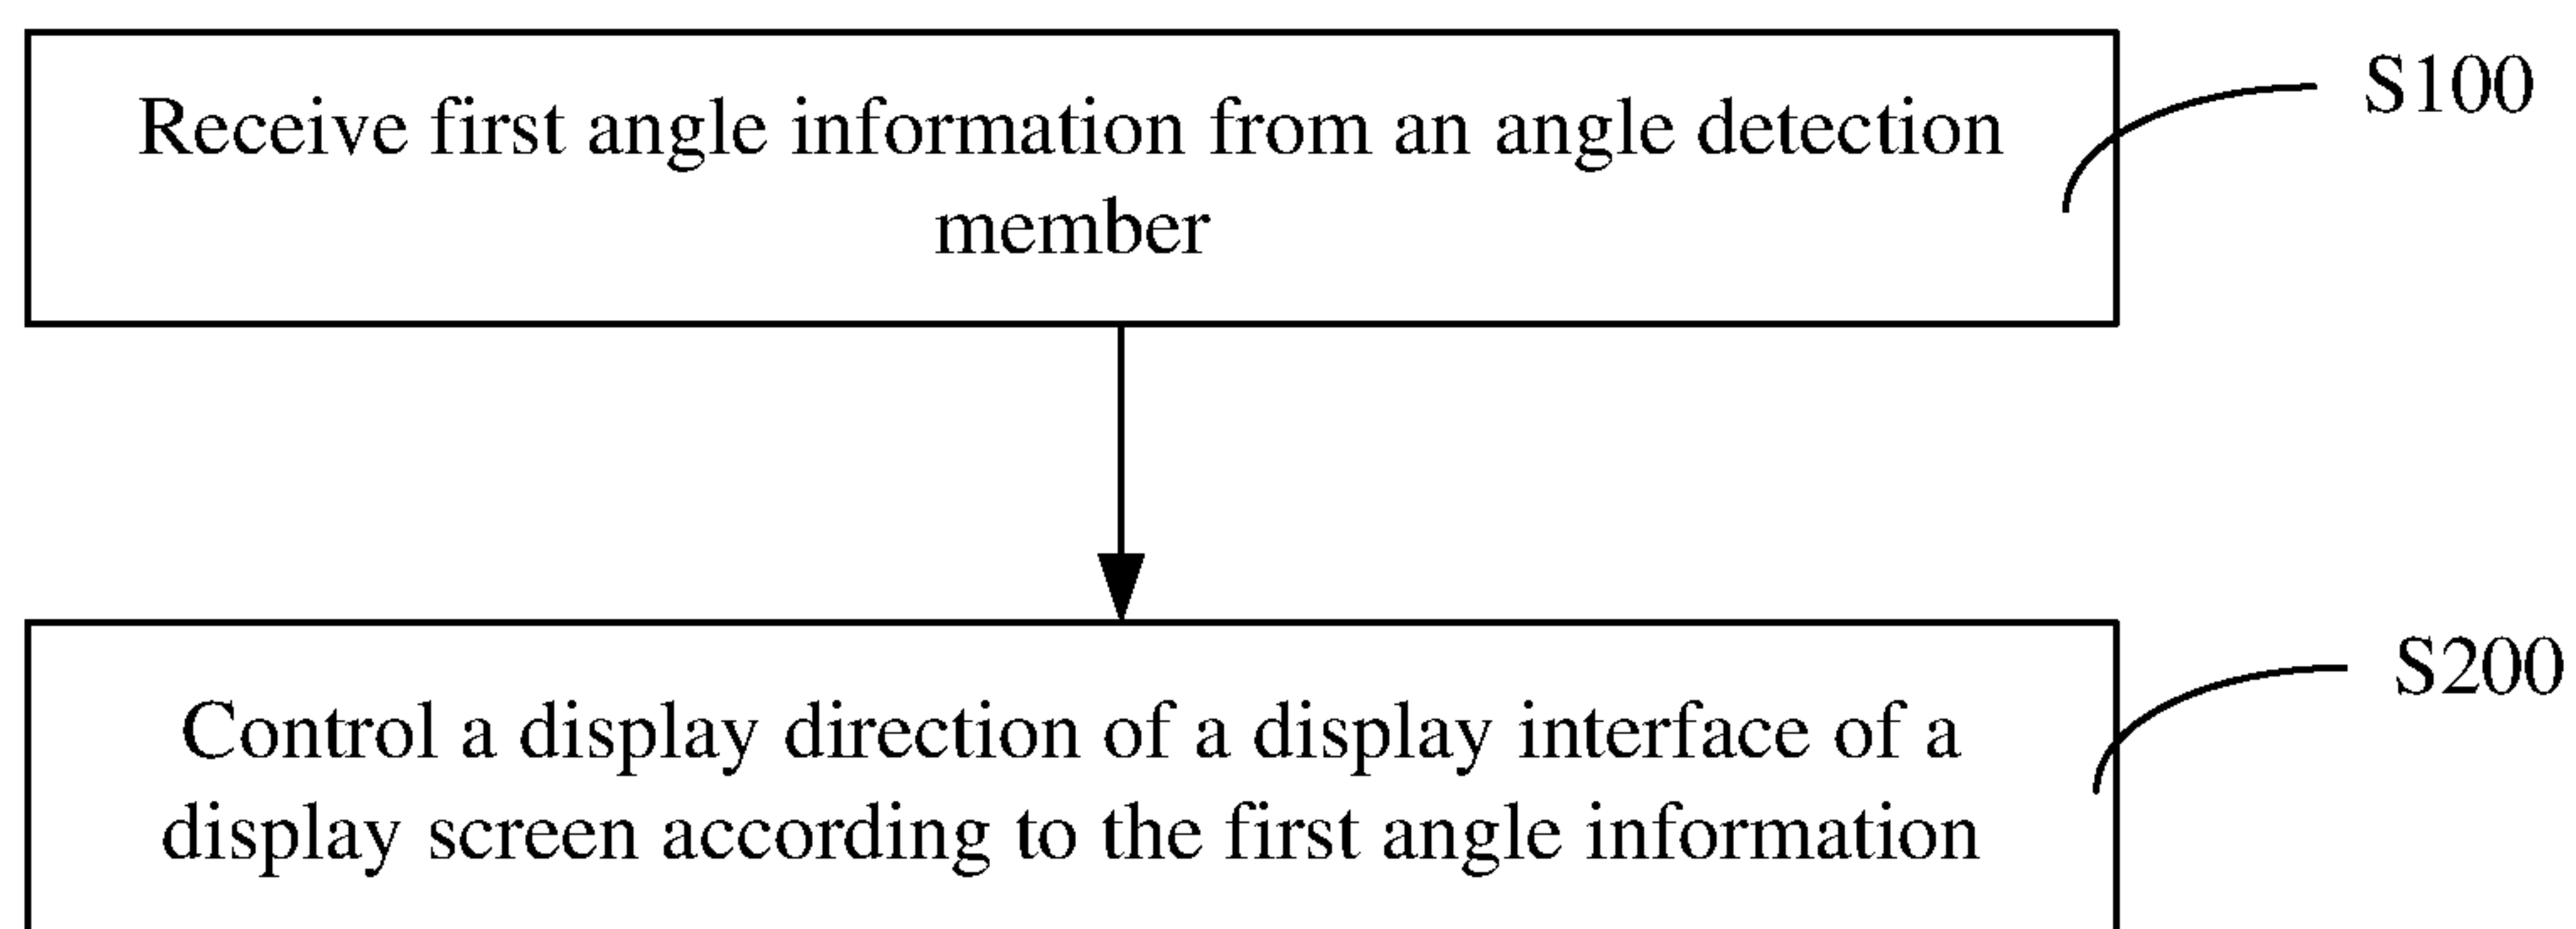 Receive first angle information from an angle detection
member
S100
Control a display direction of a display interface of a
display screen according to the first angle information
S200